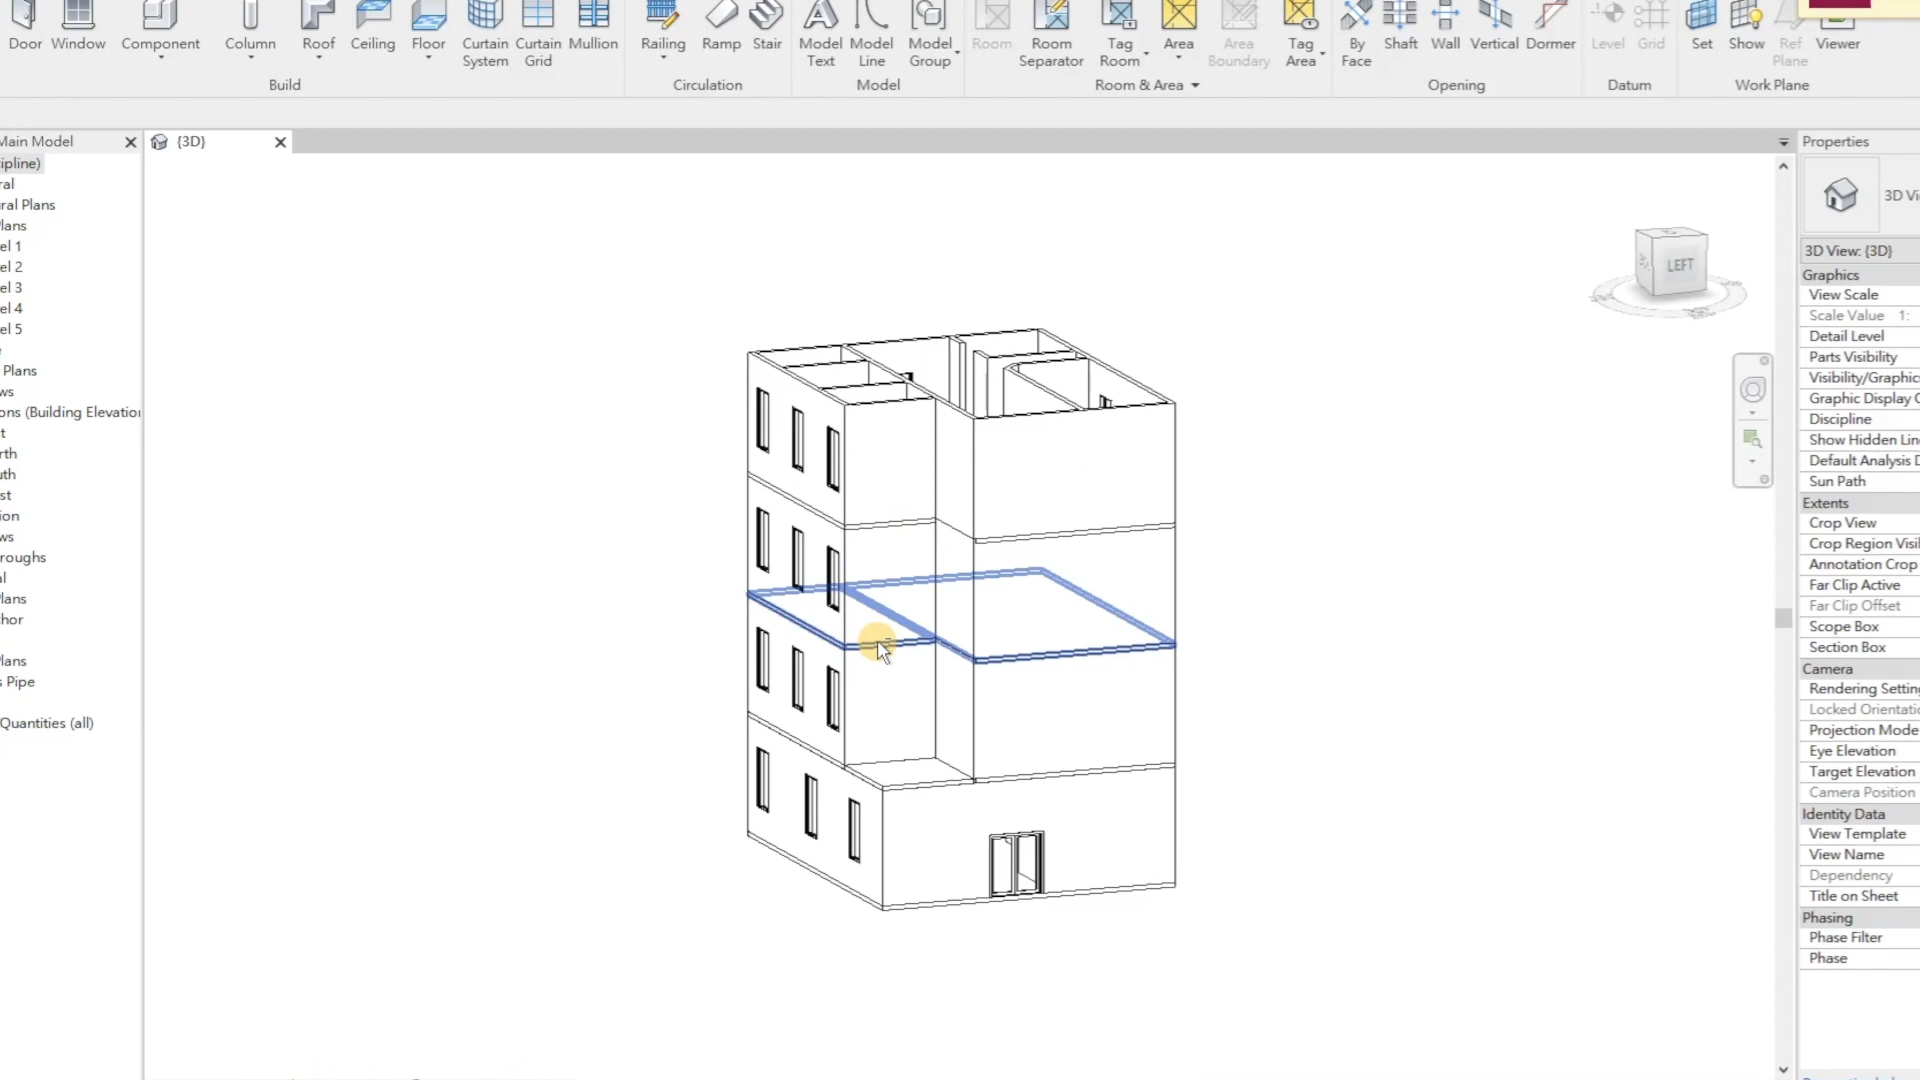 Door Window Component Column Roof Ceiling Floor Curtain System Curtain Grid Mullion Railing Ramp Stair Model Text Model Line Model Group Room Room Separator Tag Room Area Area Boundary Tag Area By Face Shaft Wall Vertical Dormer Level Grid Set Show Ref Plane Viewer
Build Circulation Model Room & Area Opening Datum Work Plane
Main Model
{3D}
Properties
ipline)
ral
ral Plans
Plans
el 1
el 2
el 3
el 4
el 5
e
Plans
ws
ons (Building Elevation
t
rth
uth
st
ion
ws
roughs
al
lans
hor
lans
s Pipe
Quantities (all)
LEFT
3D Vi
3D View: {3D}
Graphics
View Scale
Scale Value 1:
Detail Level
Parts Visibility
Visibility/Graphic
Graphic Display O
Discipline
Show Hidden Lin
Default Analysis D
Sun Path
Extents
Crop View
Crop Region Visi
Annotation Crop
Far Clip Active
Far Clip Offset
Scope Box
Section Box
Camera
Rendering Setting
Locked Orientatio
Projection Mode
Eye Elevation
Target Elevation
Camera Position
Identity Data
View Template
View Name
Dependency
Title on Sheet
Phasing
Phase Filter
Phase